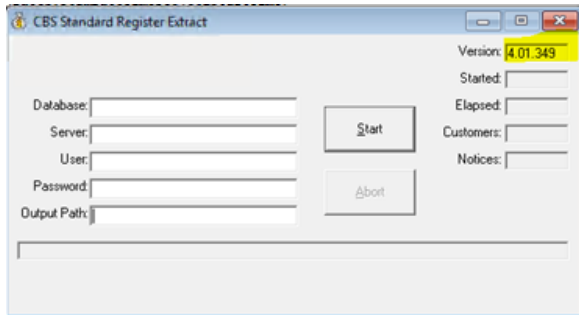 CBS Standard Register Extract
Version: 4.01.349
Started:
Database:
Elapsed:
Server:
Start
Customers:
User:
Notices:
Password:
Abort
Output Path: